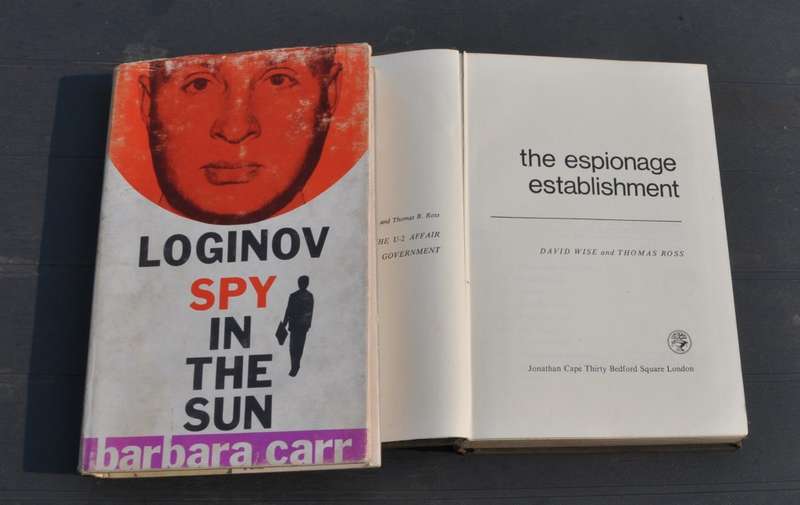 LOGINOV
SPY
IN
THE
SUN
barbara carr
and Thomas B. Ross
HE U-2 AFFAIR
GOVERNMENT
the espionage
establishment
DAVID WISE and THOMAS ROSS
Jonathan Cape Thirty Bedford Square London